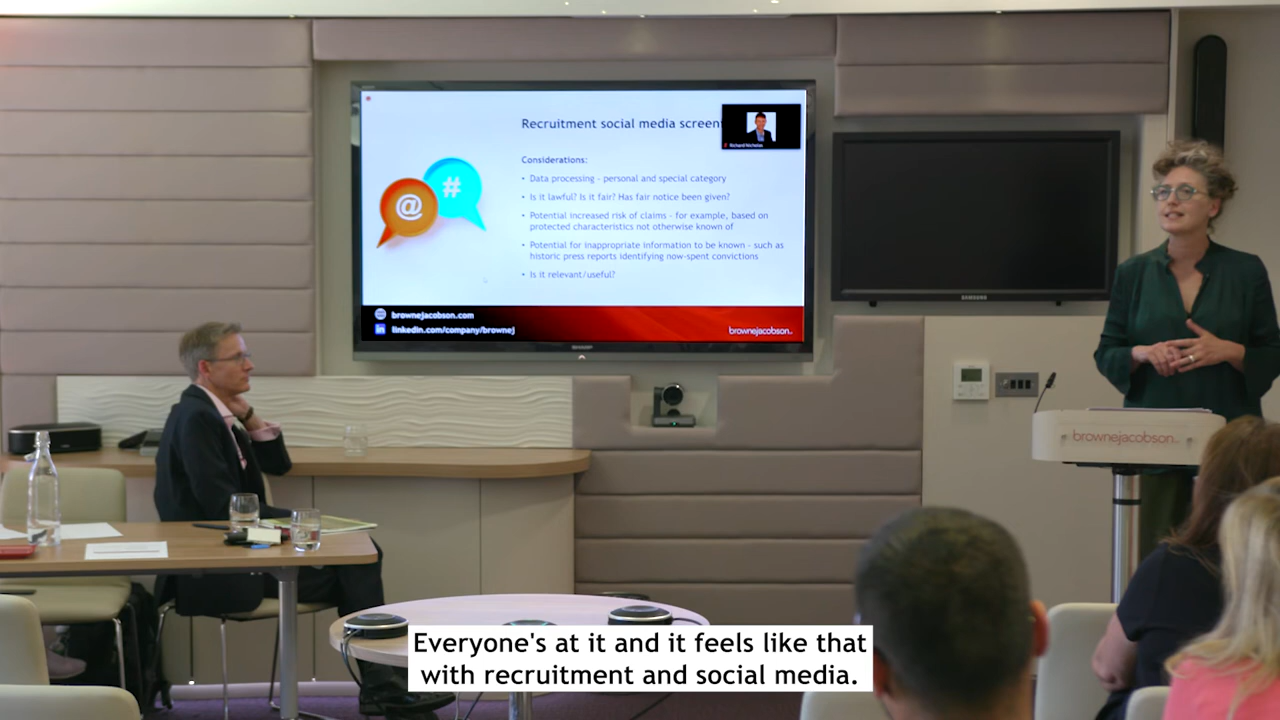 Recruitment social media screen
Richard Nicholas
Considerations:
• Data processing - personal and special category
• Is it lawful? Is it fair? Has fair notice been given?
• Potential increased risk of claims - for example, based on
protected characteristics not otherwise known of
• Potential for inappropriate information to be known - such as
historic press reports identifying now-spent convictions
• Is it relevant/useful?
@
#
brownejacobson.com
in linkedin.com/company/brownej
brownejacobson
SHARP
SAMSUNG
brownejacobson
Everyone's at it and it feels like that
with recruitment and social media.